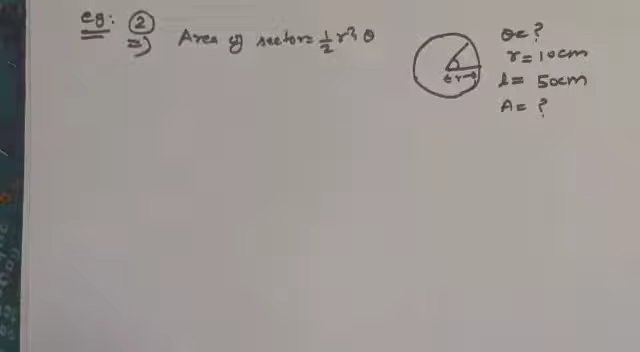 eg: ②
=) Area of sector = 1/2 r² θ
θ = ?
r = 10cm
l = 50cm
A = ?
← r →